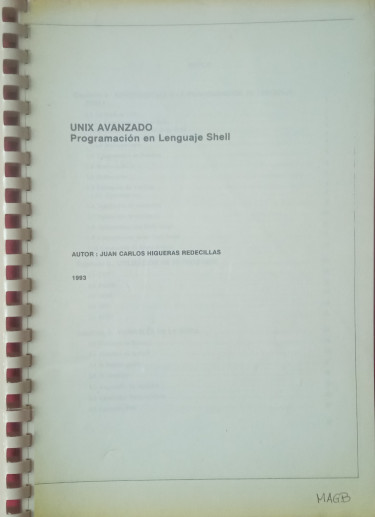 UNIX AVANZADO
Programación en Lenguaje Shell
AUTOR : JUAN CARLOS HIGUERAS REDECILLAS
1993
MAGB